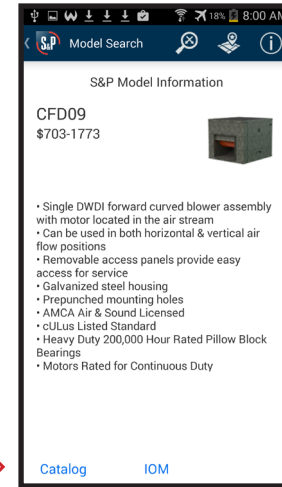 18% 8:00 AM
S&P Model Search
S&P Model Information
CFD09
$703-1773
• Single DWDI forward curved blower assembly
with motor located in the air stream
• Can be used in both horizontal & vertical air
flow positions
• Removable access panels provide easy
access for service
• Galvanized steel housing
• Prepunched mounting holes
• AMCA Air & Sound Licensed
• cULus Listed Standard
• Heavy Duty 200,000 Hour Rated Pillow Block
Bearings
• Motors Rated for Continuous Duty
Catalog IOM